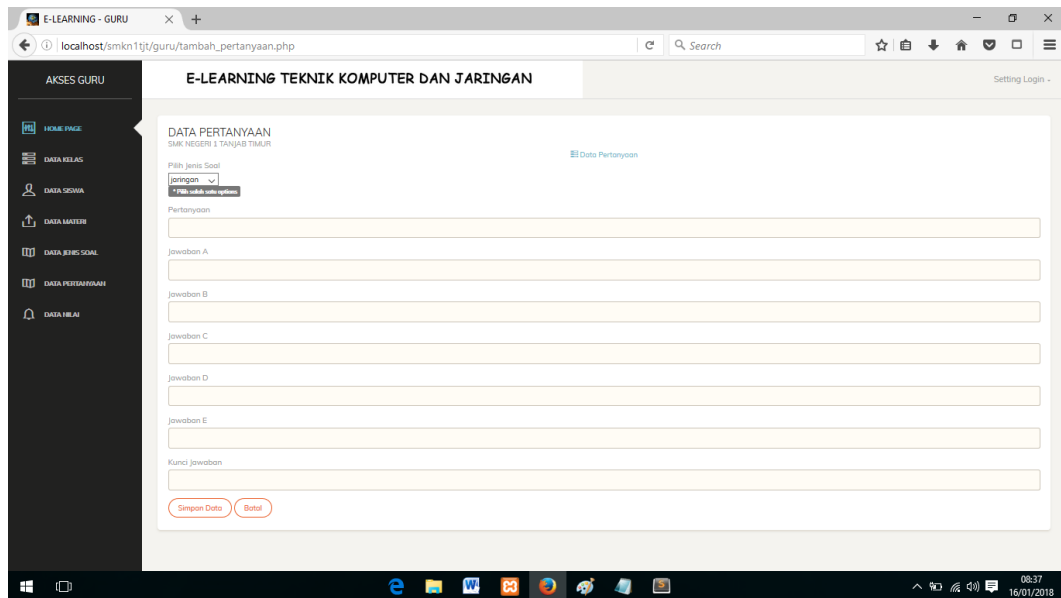 E-LEARNING - GURU
localhost/smkn1tjt/guru/tambah_pertanyaan.php
Search
AKSES GURU
E-LEARNING TEKNIK KOMPUTER DAN JARINGAN
Setting Login
HOME PAGE
DATA KELAS
DATA SISWA
DATA MATERI
DATA JENIS SOAL
DATA PERTANYAAN
DATA NILAI
DATA PERTANYAAN
SMK NEGERI 1 TANJAB TIMUR
Data Pertanyaan
Pilih Jenis Soal
jaringan
* Pilih salah satu options
Pertanyaan
Jawaban A
Jawaban B
Jawaban C
Jawaban D
Jawaban E
Kunci Jawaban
Simpan Data
Batal
08:37
16/01/2018